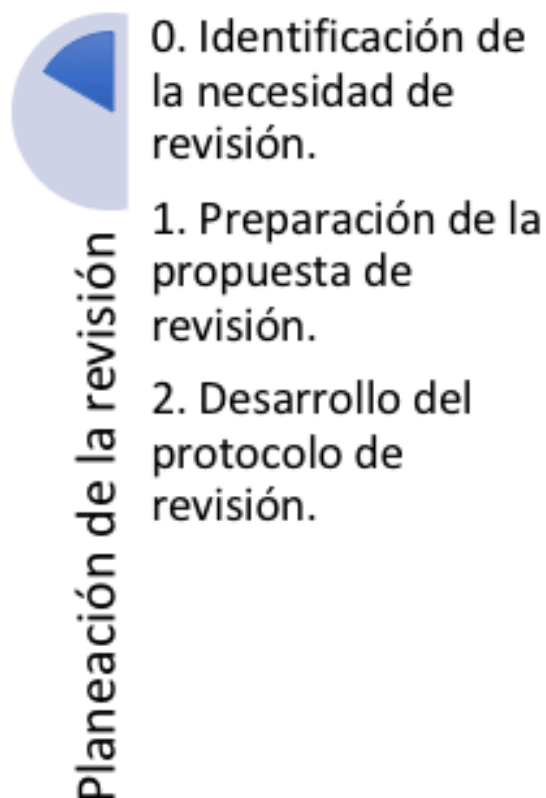 0. Identificación de
la necesidad de
revisión.
1. Preparación de la
propuesta de
revisión.
2. Desarrollo del
protocolo de
revisión.
Planeación de la revisión